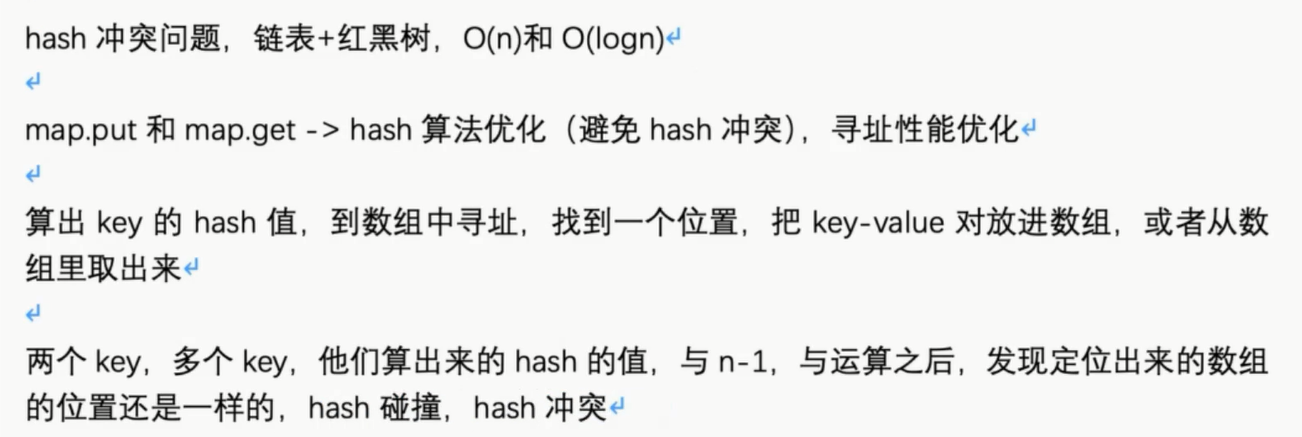 hash 冲突问题，链表+红黑树，O(n)和 O(logn)↵
↵
map.put 和 map.get -> hash 算法优化（避免 hash 冲突），寻址性能优化↵
↵
算出 key 的 hash 值，到数组中寻址，找到一个位置，把 key-value 对放进数组，或者从数
组里取出来↵
↵
两个 key，多个 key，他们算出来的 hash 的值，与 n-1，与运算之后，发现定位出来的数组
的位置还是一样的，hash 碰撞，hash 冲突↵